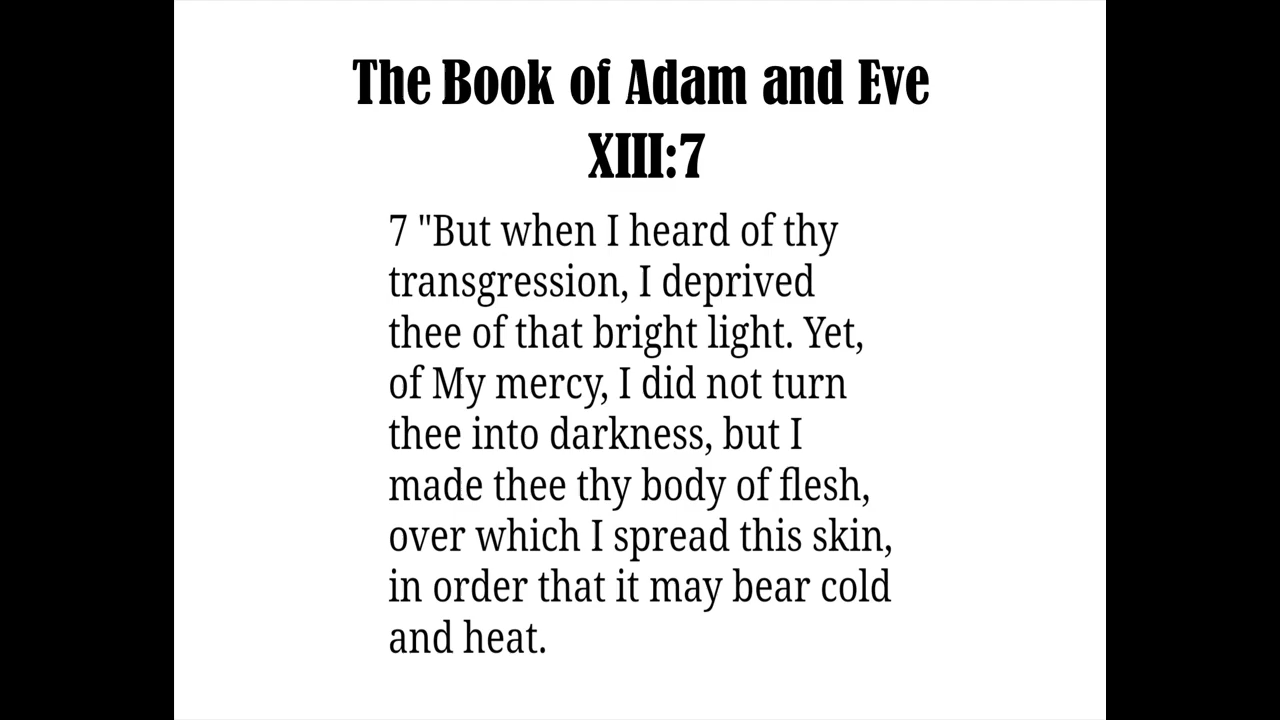 The Book of Adam and Eve
XIII:7
7 "But when I heard of thy
transgression, I deprived
thee of that bright light. Yet,
of My mercy, I did not turn
thee into darkness, but I
made thee thy body of flesh,
over which I spread this skin,
in order that it may bear cold
and heat.